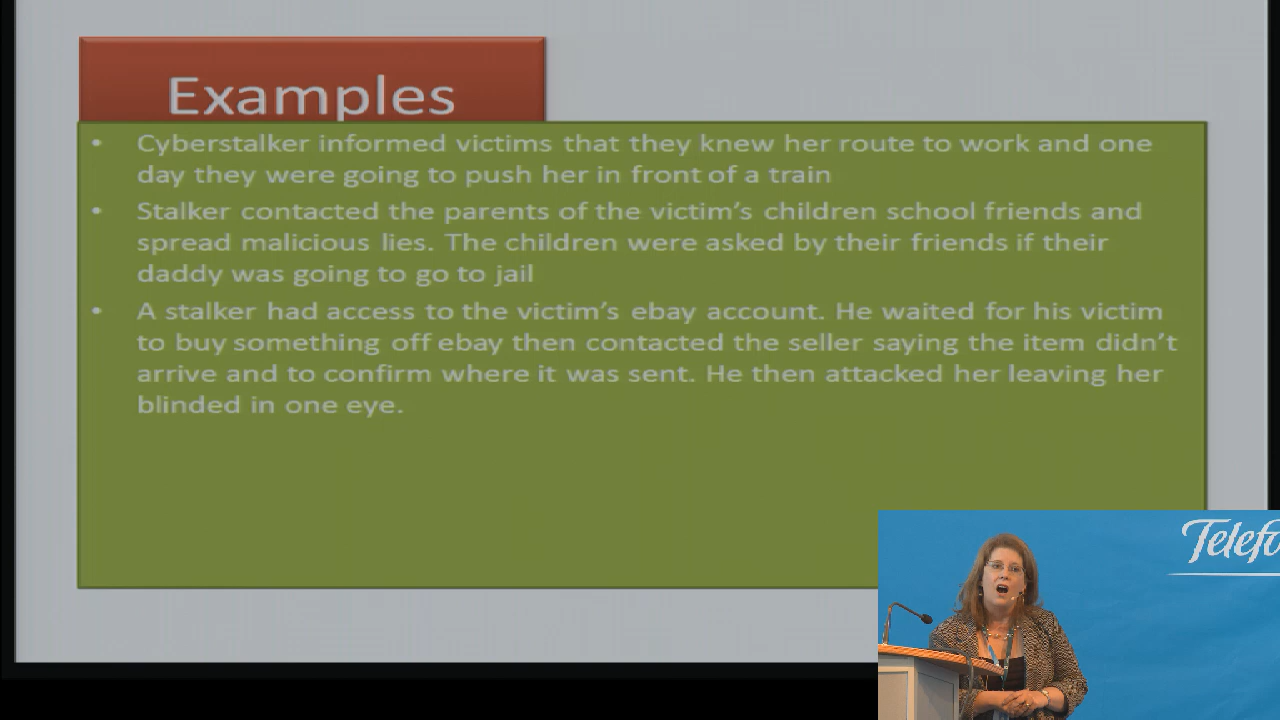 Examples
• Cyberstalker informed victims that they knew her route to work and one
day they were going to push her in front of a train
• Stalker contacted the parents of the victim's children school friends and
spread malicious lies. The children were asked by their friends if their
daddy was going to go to jail
• A stalker had access to the victim's ebay account. He waited for his victim
to buy something off ebay then contacted the seller saying the item didn't
arrive and to confirm where it was sent. He then attacked her leaving her
blinded in one eye.
Telefo